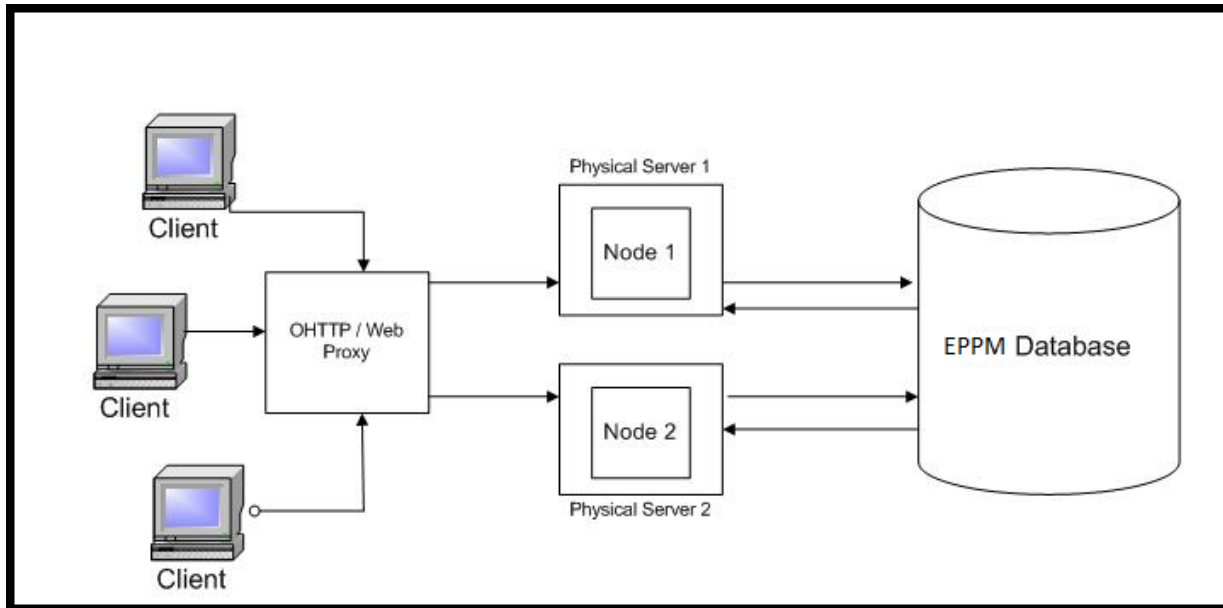 Client
Client
Client
OHTTP / Web
Proxy
Physical Server 1
Node 1
Node 2
Physical Server 2
EPPM Database